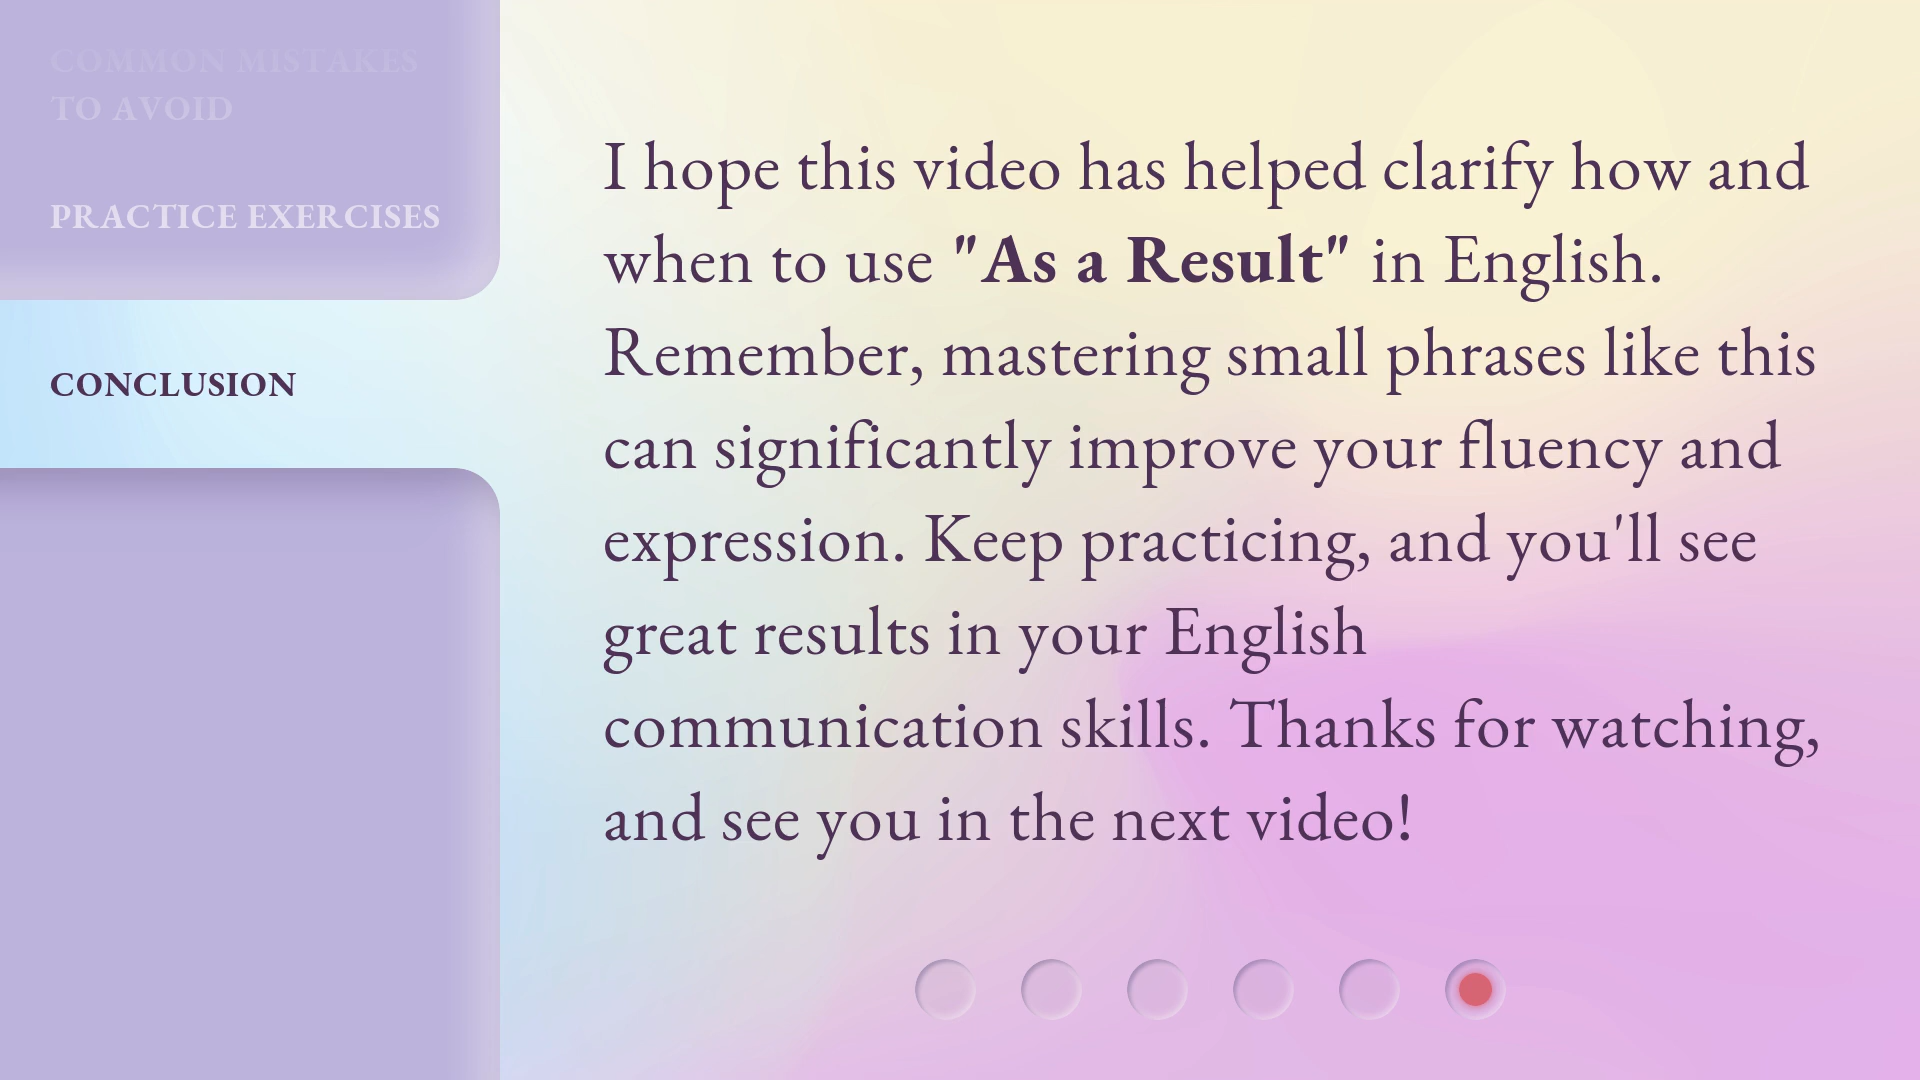 COMMON MISTAKES
TO AVOID
PRACTICE EXERCISES
CONCLUSION
I hope this video has helped clarify how and
when to use "As a Result" in English.
Remember, mastering small phrases like this
can significantly improve your fluency and
expression. Keep practicing, and you'll see
great results in your English
communication skills. Thanks for watching,
and see you in the next video!